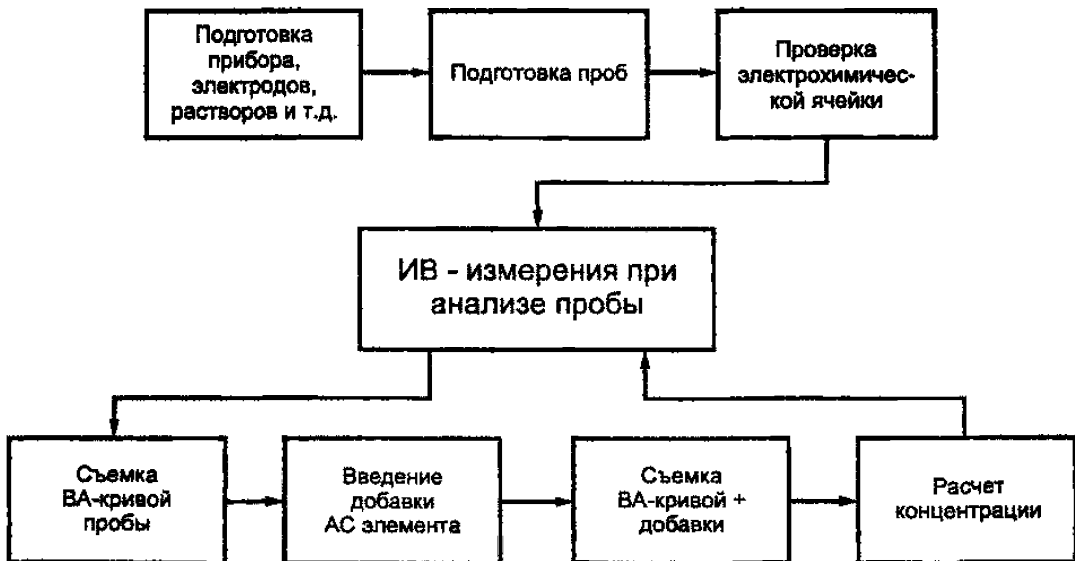 Подготовка
прибора,
электродов,
растворов и т.д.
Подготовка проб
Проверка
электрохимичес-
кой ячейки
ИВ - измерения при
анализе пробы
Съемка
ВА-кривой
пробы
Введение
добавки
АС элемента
Съемка
ВА-кривой +
добавки
Расчет
концентрации